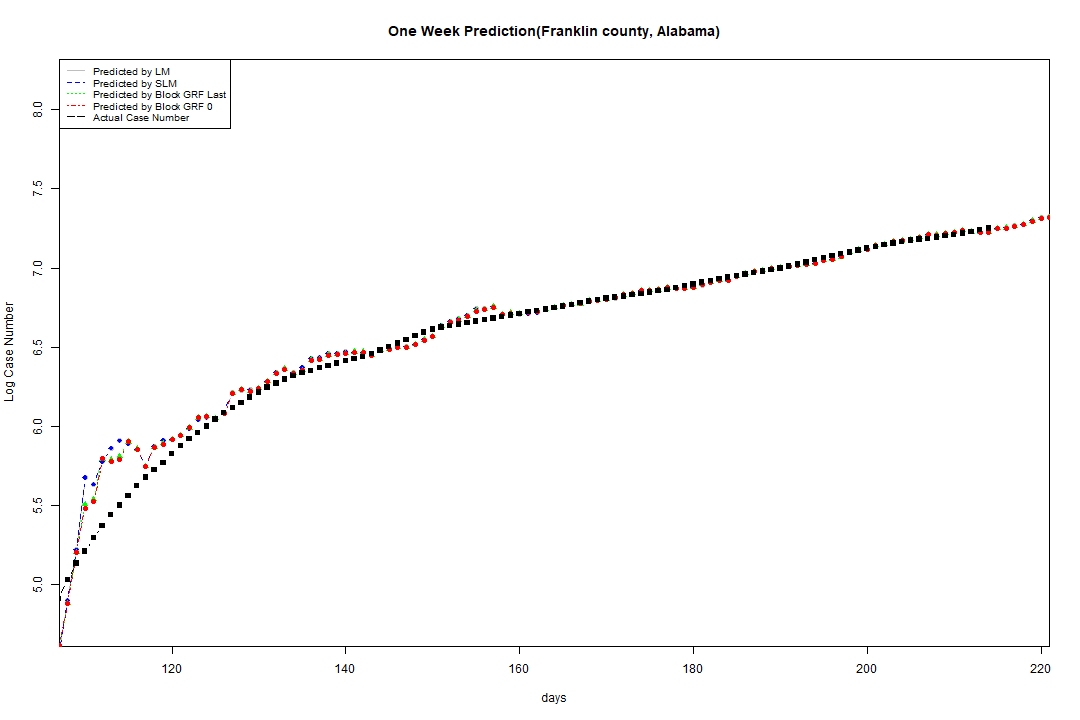 One Week Prediction(Franklin county, Alabama)
Predicted by LM
Predicted by SLM
Predicted by Block GRF Last
Predicted by Block GRF 0
Actual Case Number
8.0
7.5
7.0
6.5
6.0
5.5
5.0
Log Case Number
120 140 160 180 200 220
days